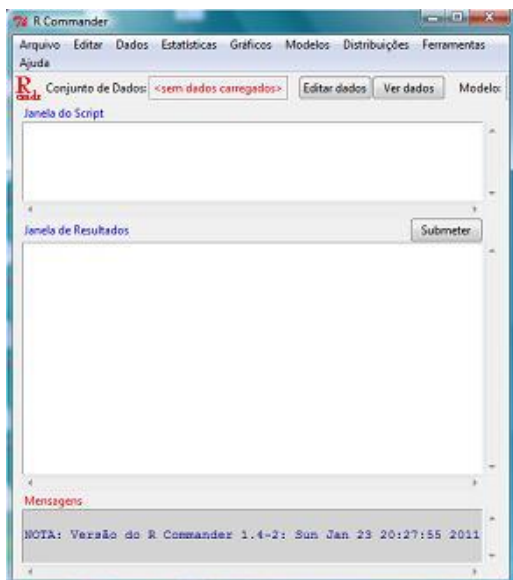 R Commander
Arquivo Editar Dados Estatísticas Gráficos Modelos Distribuições Ferramentas
Ajuda
R cmdr Conjunto de Dados: <sem dados carregados> Editar dados Ver dados Modelo:
Janela do Script
Janela de Resultados Submeter
Mensagens
NOTA: Versão do R Commander 1.4-2: Sun Jan 23 20:27:55 2011